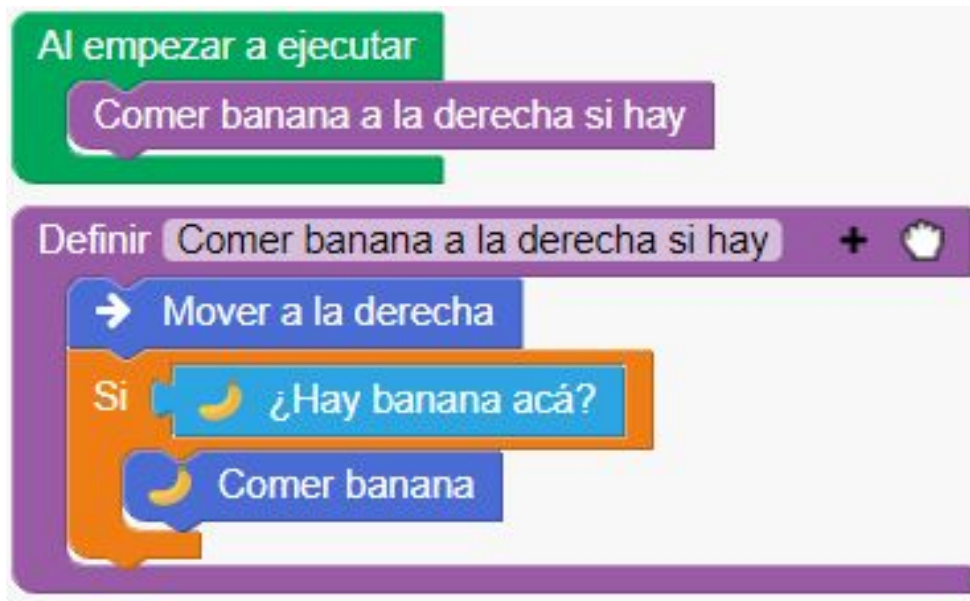 Al empezar a ejecutar
Comer banana a la derecha si hay
Definir Comer banana a la derecha si hay +
Mover a la derecha
Si ¿Hay banana acá?
Comer banana